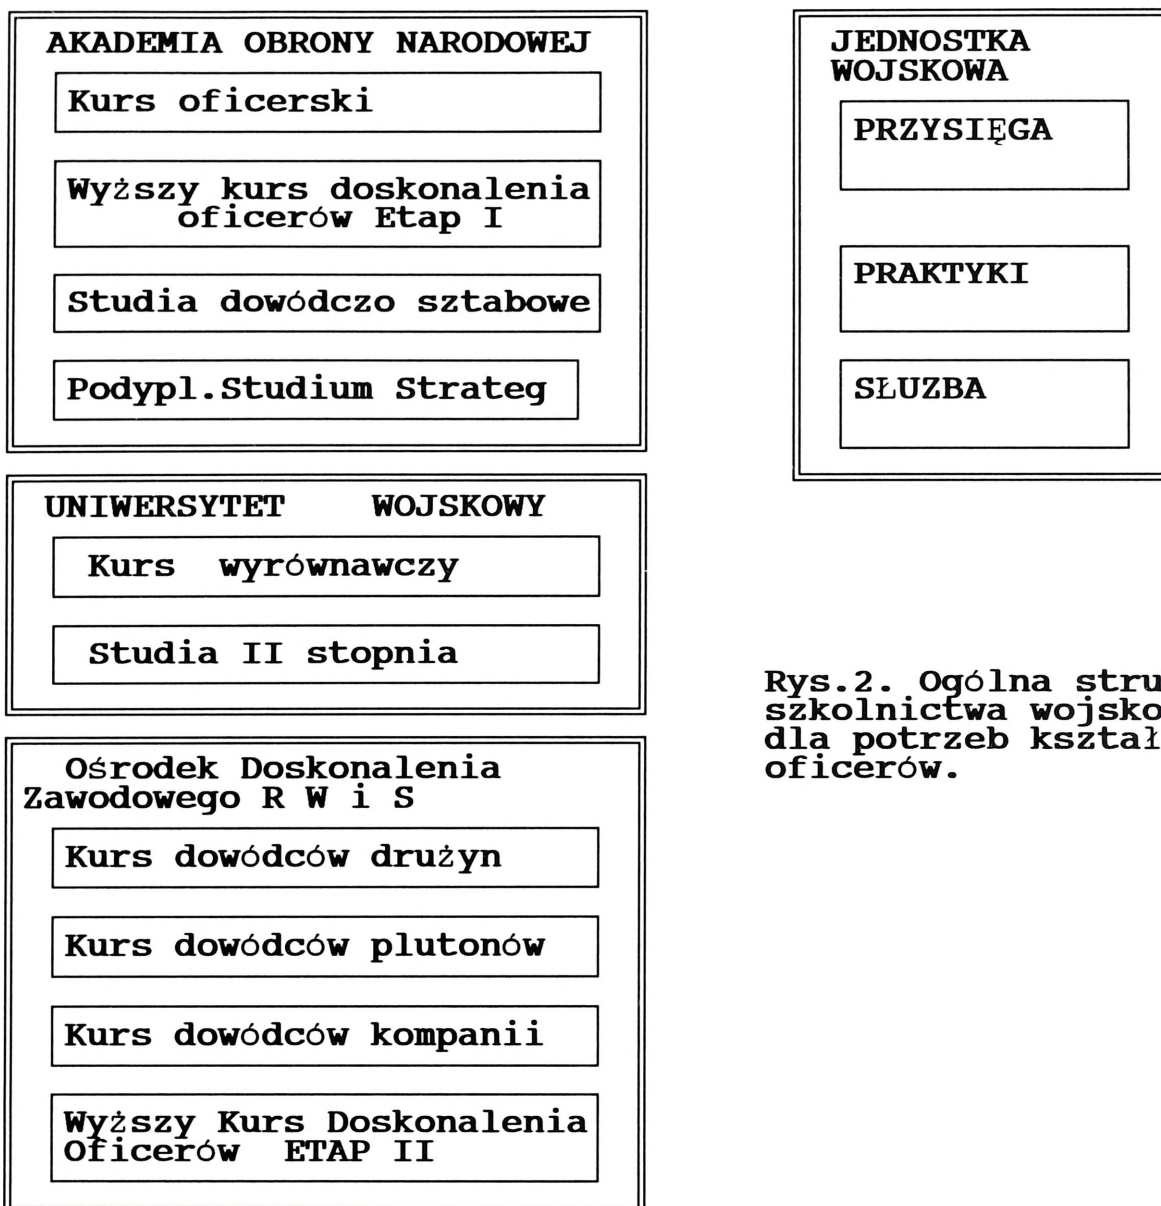 AKADEMIA OBRONY NARODOWEJ
Kurs oficerski
Wyższy kurs doskonalenia
oficerów Etap I
Studia dowódczo sztabowe
Podypl.Studium Strateg
UNIWERSYTET WOJSKOWY
Kurs wyrównawczy
Studia II stopnia
Ośrodek Doskonalenia
Zawodowego R W i S
Kurs dowódców drużyn
Kurs dowódców plutonów
Kurs dowódców kompanii
Wyższy Kurs Doskonalenia
Oficerów ETAP II
JEDNOSTKA
WOJSKOWA
PRZYSIĘGA
PRAKTYKI
SŁUZBA
Rys.2. Ogólna stru
szkolnictwa wojsko
dla potrzeb kształ
oficerów.